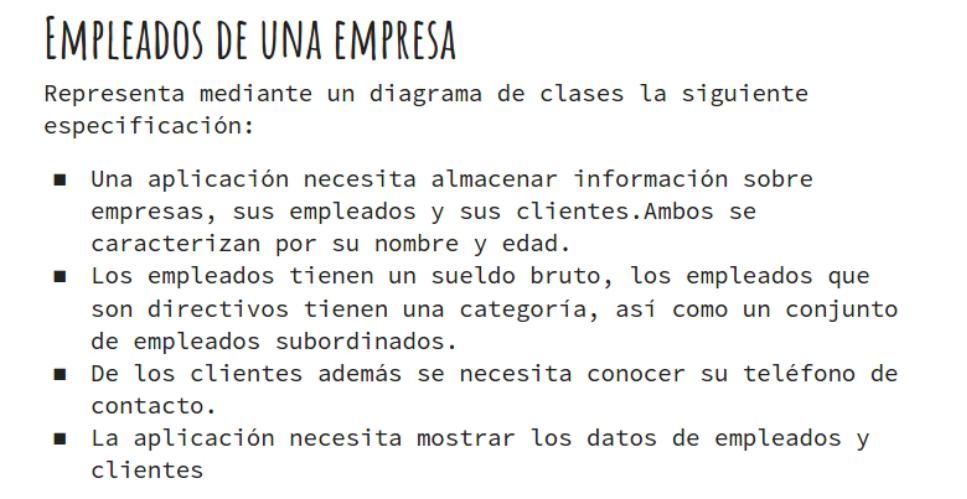 Empleados de una empresa
Representa mediante un diagrama de clases la siguiente
especificación:
■ Una aplicación necesita almacenar información sobre
empresas, sus empleados y sus clientes.Ambos se
caracterizan por su nombre y edad.
■ Los empleados tienen un sueldo bruto, los empleados que
son directivos tienen una categoría, así como un conjunto
de empleados subordinados.
■ De los clientes además se necesita conocer su teléfono de
contacto.
■ La aplicación necesita mostrar los datos de empleados y
clientes